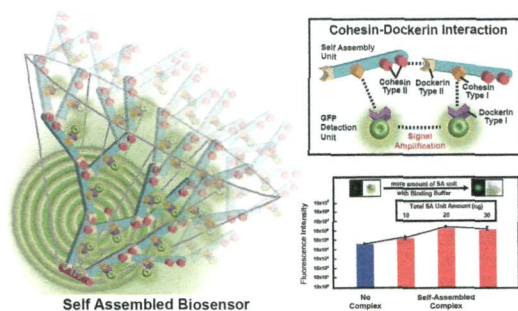 Cohesin-Dockerin Interaction
Self Assembly
Unit
Cohesin
Type II
Dockerin
Type II
Cohesin
Type I
Dockerin
Type I
GFP
Detection
Unit
Signal
Amplification
more amount of SA unit
with Binding Buffer
Total SA Unit Amount (ng)
10 20 30
Fluorescence Intensity
No
Complex
Self-Assembled
Complex
Self Assembled Biosensor